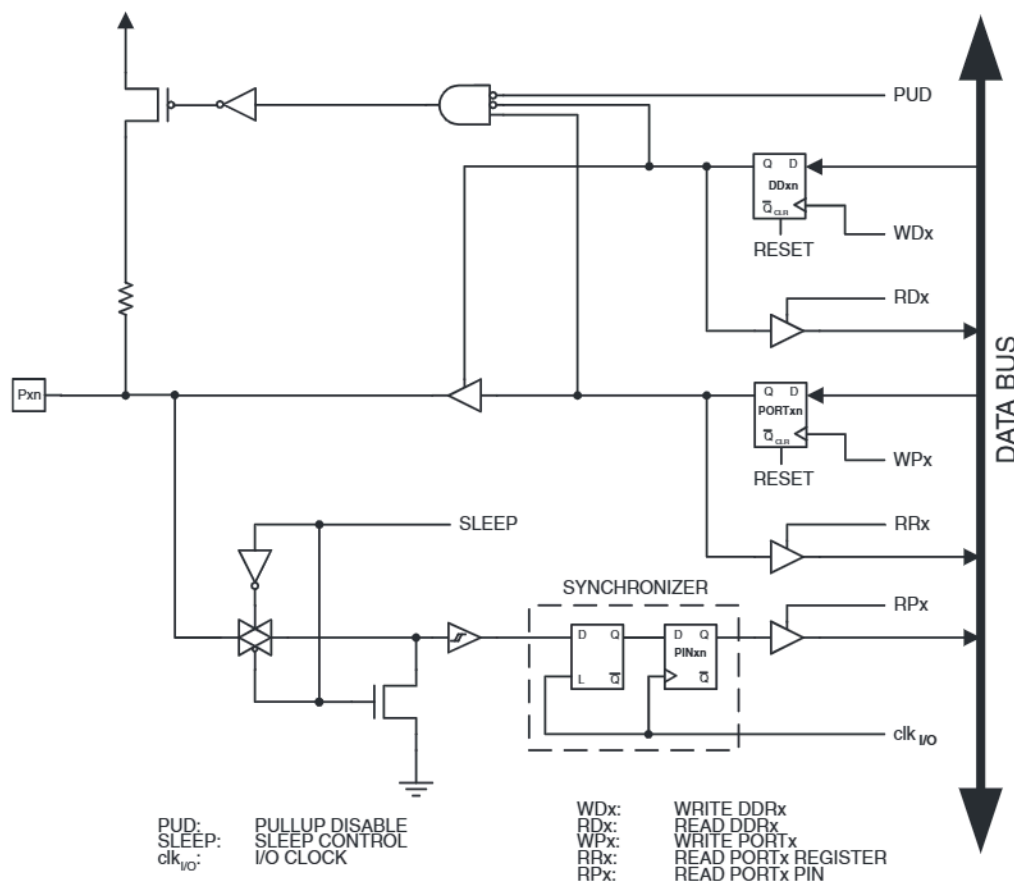 PUD
Q D
DDxn
Q CLR
WDx
RESET
RDx
Pxn
Q D
PORTxn
Q CLR
WPx
RESET
DATA BUS
SLEEP
RRx
SYNCHRONIZER
RPx
D Q
D Q
PINxn
L Q
Q
clk I/O
PUD: PULLUP DISABLE
SLEEP: SLEEP CONTROL
clk I/O: I/O CLOCK
WDx: WRITE DDRx
RDx: READ DDRx
WPx: WRITE PORTx
RRx: READ PORTx REGISTER
RPx: READ PORTx PIN